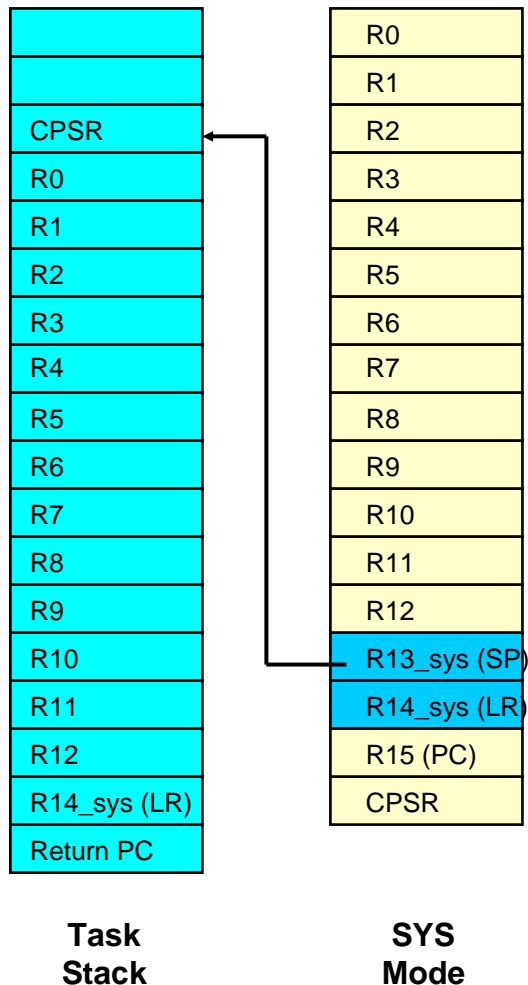 CPSR
R0
R1
R2
R3
R4
R5
R6
R7
R8
R9
R10
R11
R12
R14_sys (LR)
Return PC
Task
Stack
R0
R1
R2
R3
R4
R5
R6
R7
R8
R9
R10
R11
R12
R13_sys (SP)
R14_sys (LR)
R15 (PC)
CPSR
SYS
Mode